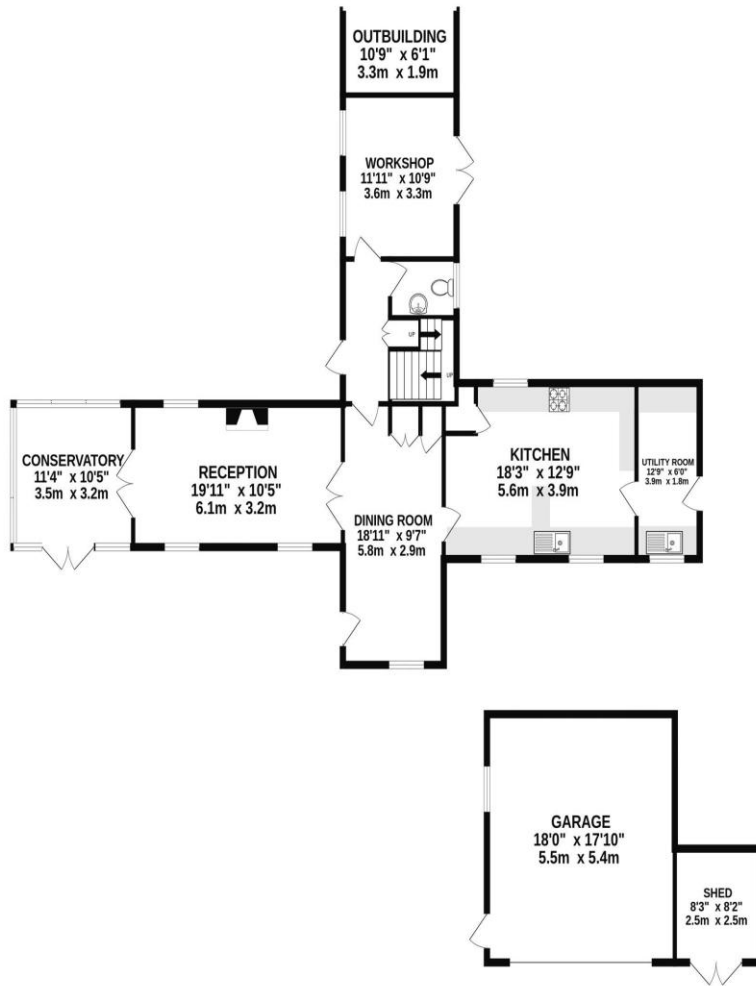 OUTBUILDING
10'9" x 6'1"
3.3m x 1.9m
WORKSHOP
11'11" x 10'9"
3.6m x 3.3m
UP
UP
CONSERVATORY
11'4" x 10'5"
3.5m x 3.2m
RECEPTION
19'11" x 10'5"
6.1m x 3.2m
DINING ROOM
18'11" x 9'7"
5.8m x 2.9m
KITCHEN
18'3" x 12'9"
5.6m x 3.9m
UTILITY ROOM
12'9" x 6'0"
3.9m x 1.8m
GARAGE
18'0" x 17'10"
5.5m x 5.4m
SHED
8'3" x 8'2"
2.5m x 2.5m